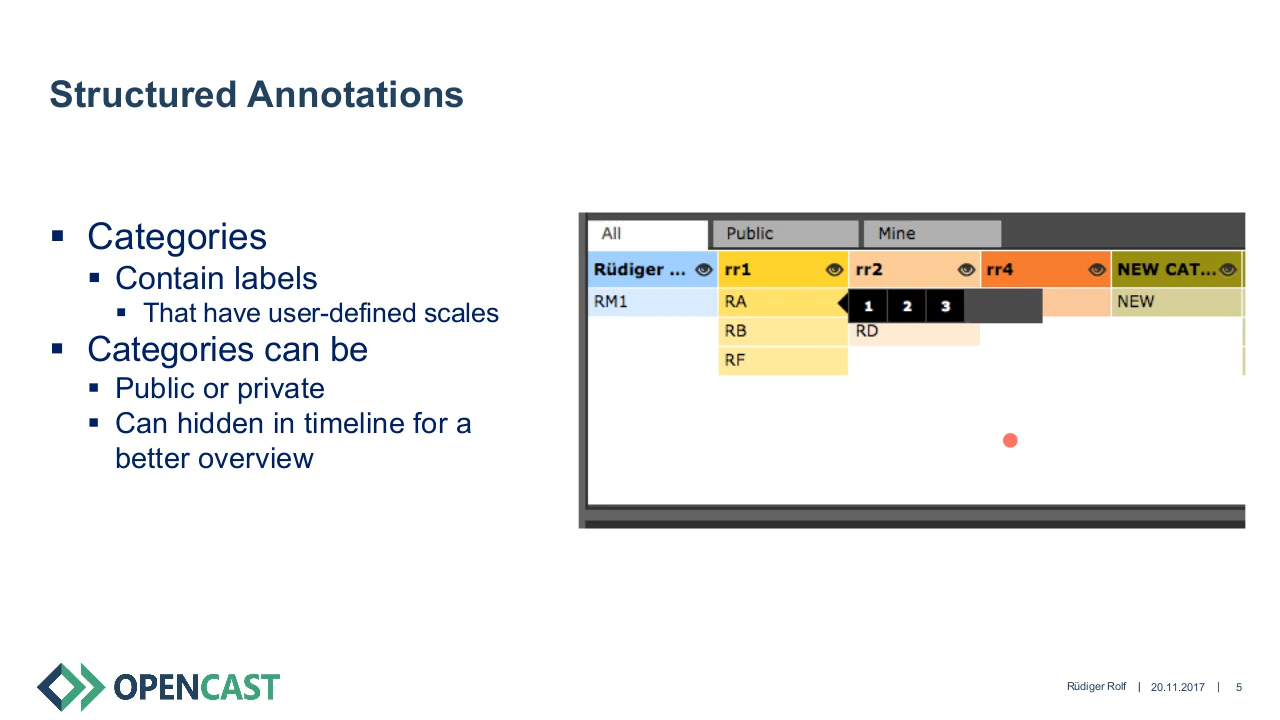 Structured Annotations
Categories
Contain labels
That have user-defined scales
Categories can be
Public or private
Can hidden in timeline for a
better overview
All Public Mine
Rüdiger ... rr1 rr2 rr4 NEW CAT...
RM1 RA 1 2 3 NEW
RB RD
RF
OPENCAST
Rüdiger Rolf | 20.11.2017 | 5